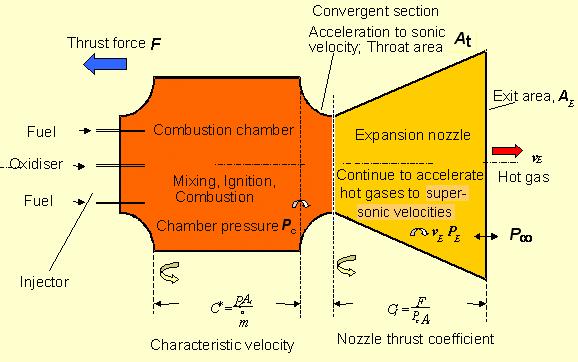 Convergent section
Acceleration to sonic
velocity; Throat area At
Thrust force F
Exit area, AE
Fuel
Combustion chamber
Expansion nozzle
Oxidiser
vE
Hot gas
Mixing, Ignition,
Combustion
Continue to accelerate
hot gases to super-
sonic velocities
Fuel
Chamber pressure Pc
vE PE
P∞
Injector
C* = PcAt / ṁ
Cf = F / PcAt
Characteristic velocity
Nozzle thrust coefficient